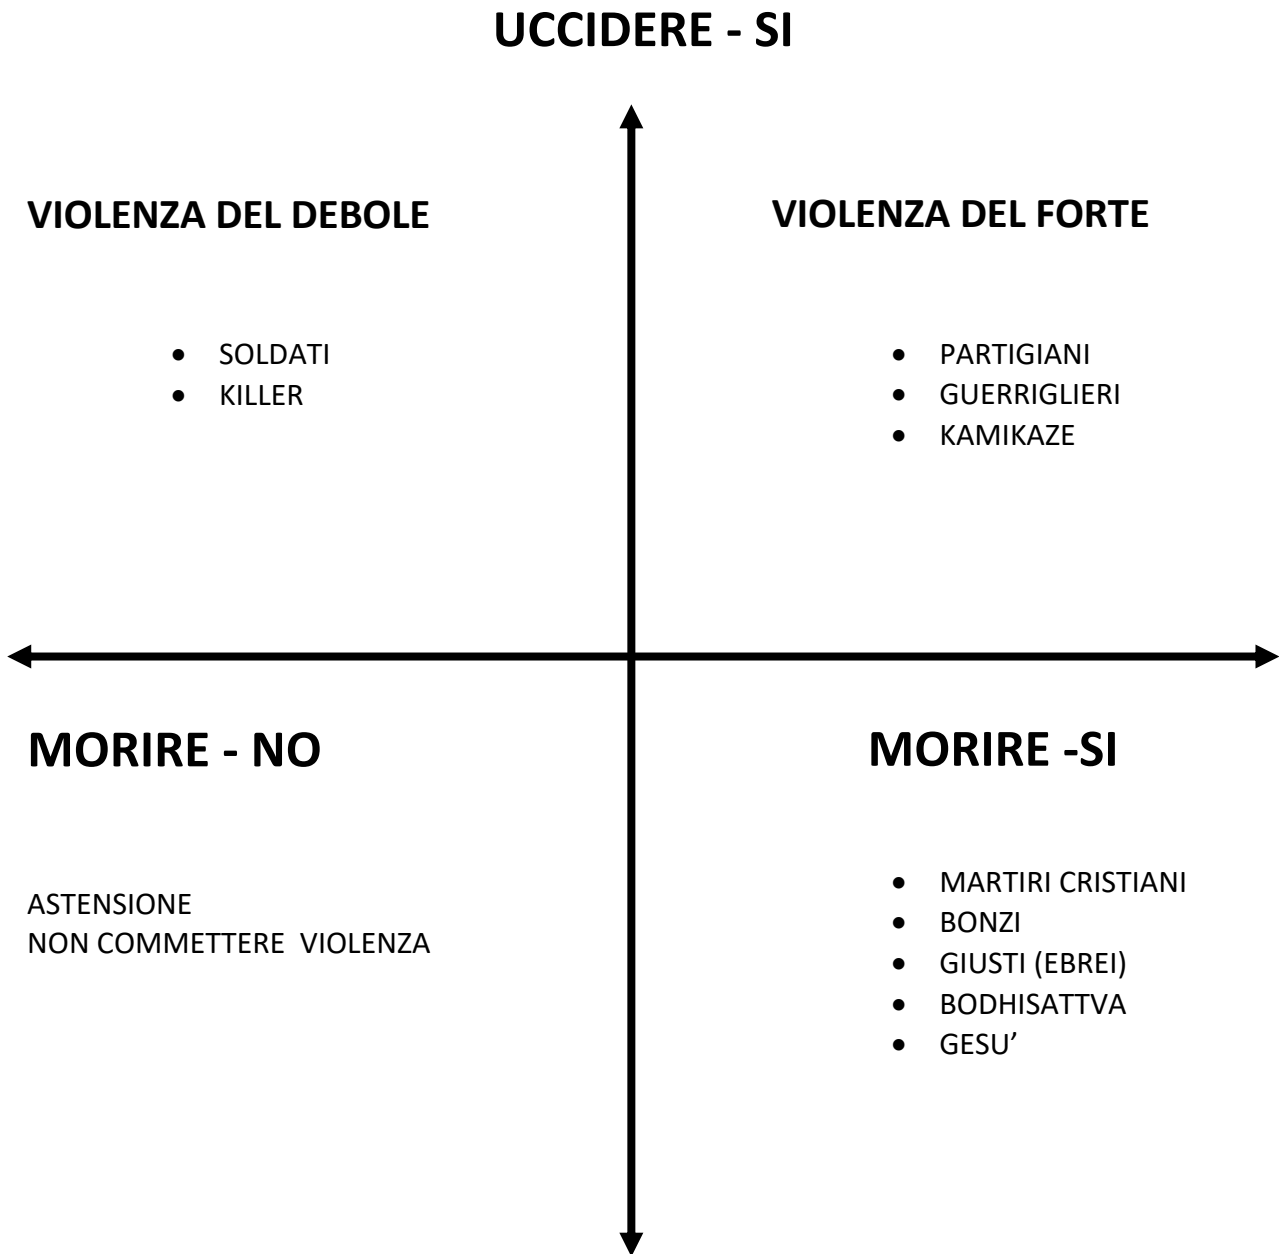 UCCIDERE - SI
VIOLENZA DEL DEBOLE
VIOLENZA DEL FORTE
• SOLDATI
• KILLER
• PARTIGIANI
• GUERRIGLIERI
• KAMIKAZE
MORIRE - NO
MORIRE -SI
ASTENSIONE
NON COMMETTERE  VIOLENZA
• MARTIRI CRISTIANI
• BONZI
• GIUSTI (EBREI)
• BODHISATTVA
• GESU’